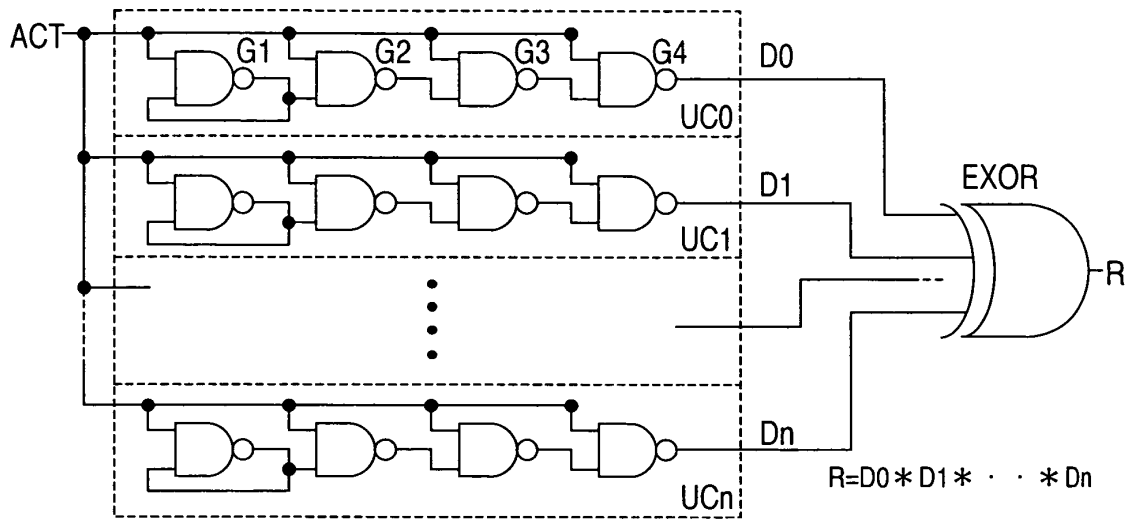 ACT
G1 G2 G3 G4
D0
UC0
D1
EXOR
UC1
R
Dn
UCn
R=D0＊D1＊・・＊Dn